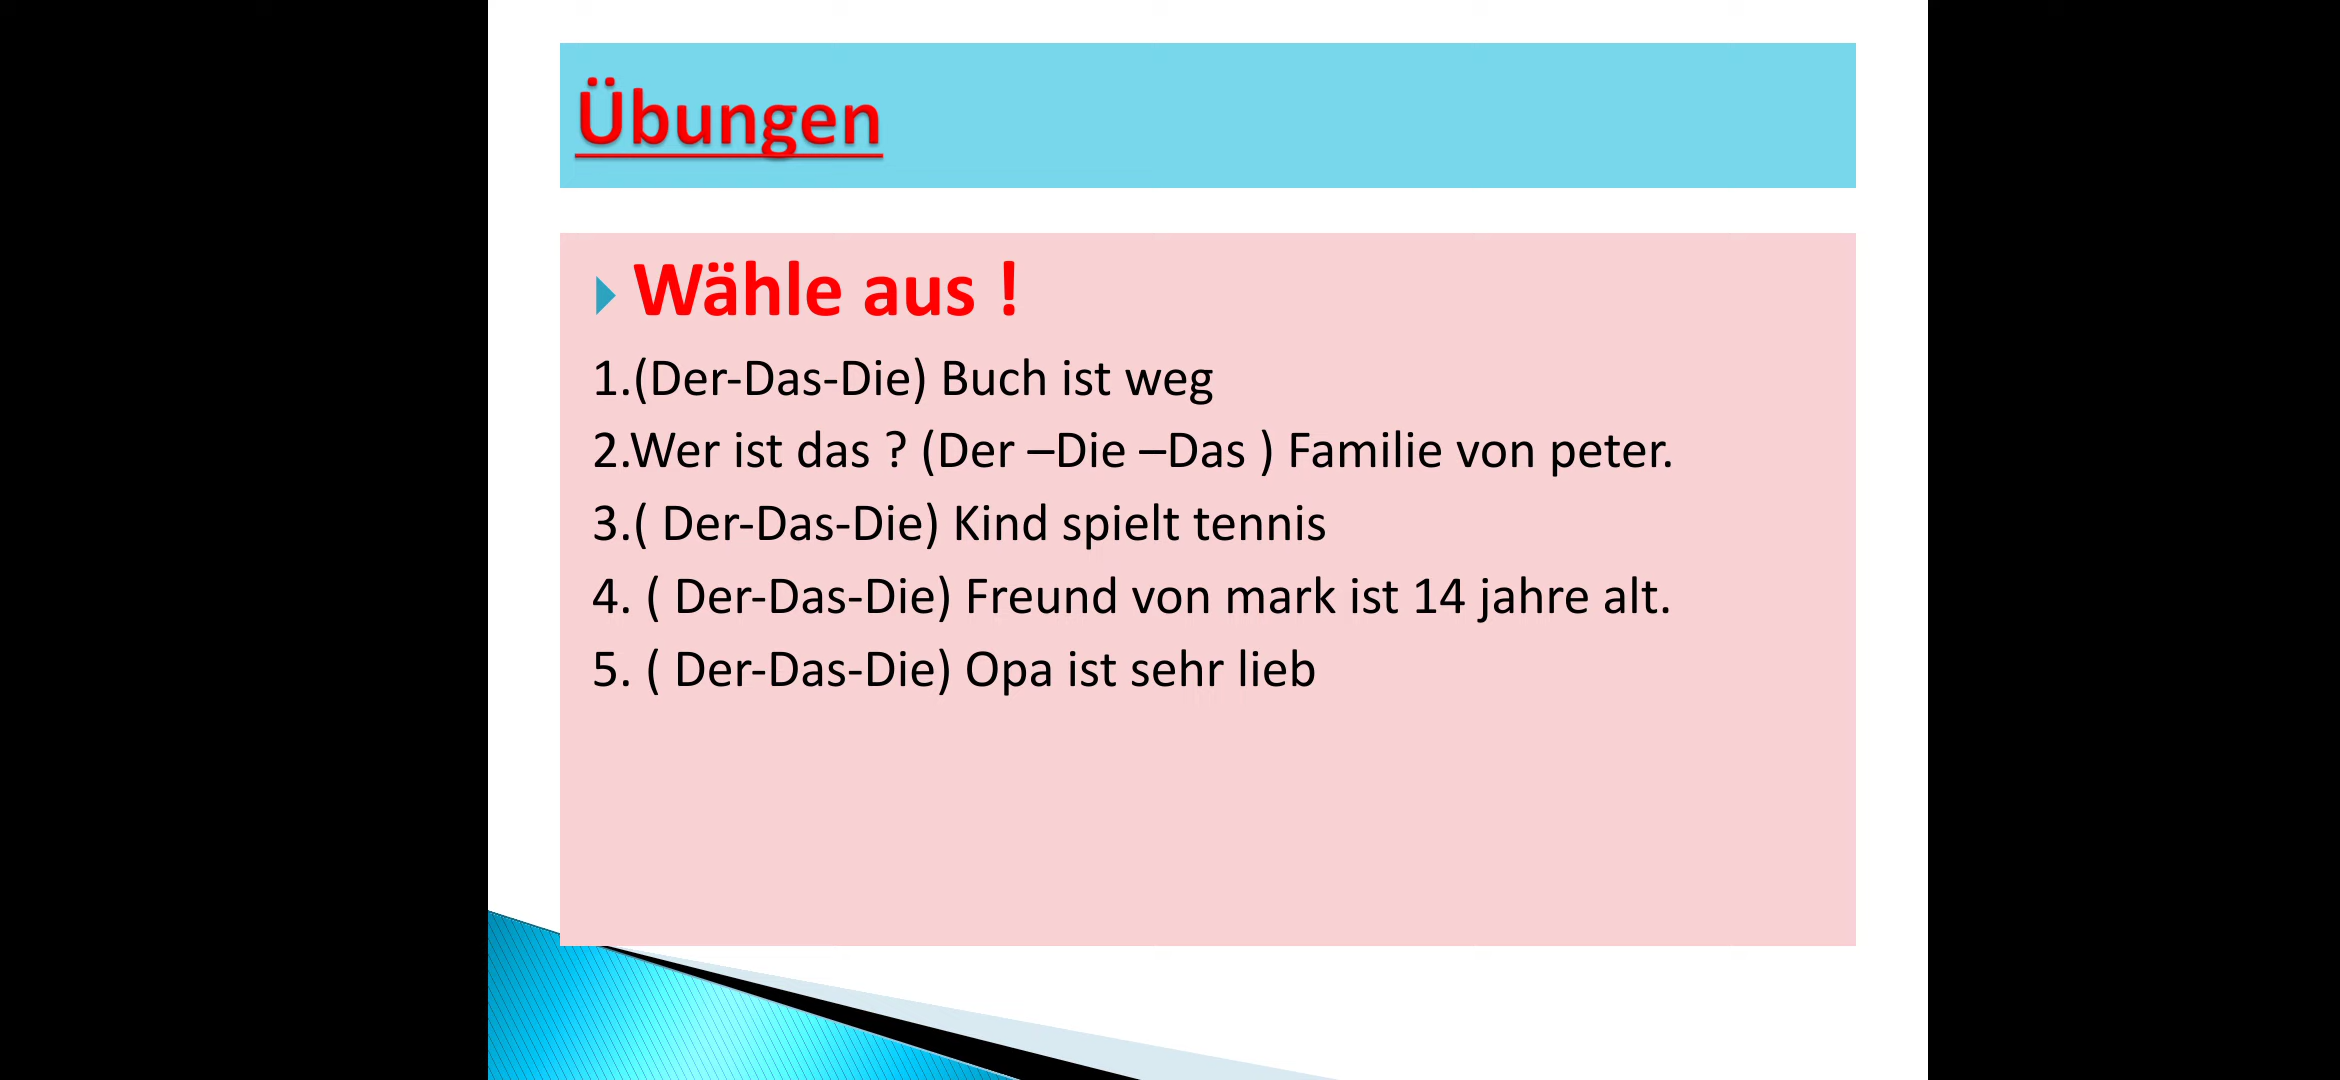 Übungen
Wähle aus !
1.(Der-Das-Die) Buch ist weg
2.Wer ist das ? (Der –Die –Das ) Familie von peter.
3.( Der-Das-Die) Kind spielt tennis
4. ( Der-Das-Die) Freund von mark ist 14 jahre alt.
5. ( Der-Das-Die) Opa ist sehr lieb